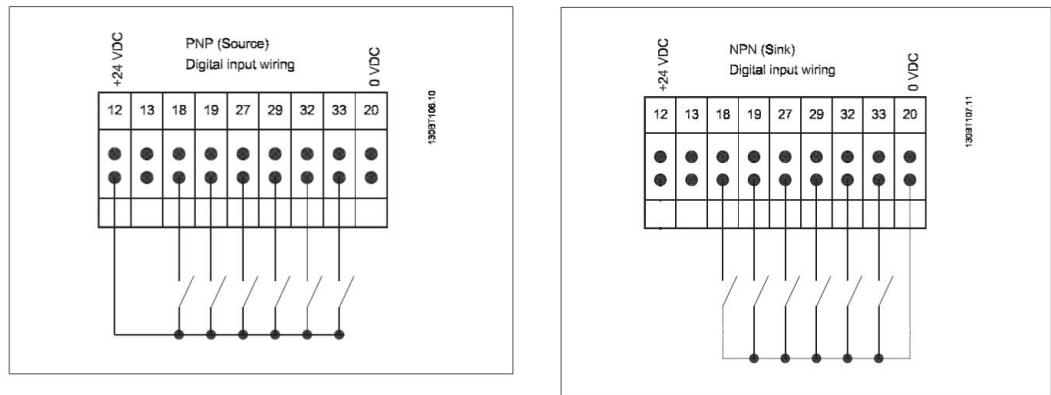 +24 VDC
PNP (Source)
Digital input wiring
0 VDC
12 13 18 19 27 29 32 33 20
130BT106.10
+24 VDC
NPN (Sink)
Digital input wiring
0 VDC
12 13 18 19 27 29 32 33 20
130BT107.11